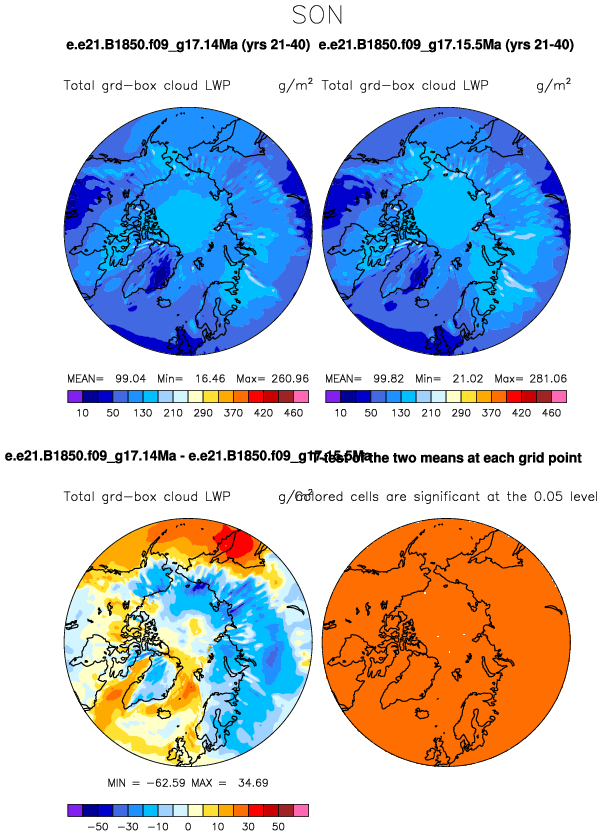 SON
e.e21.B1850.f09_g17.14Ma (yrs 21-40) e.e21.B1850.f09_g17.15.5Ma (yrs 21-40)
Total grd-box cloud LWP g/m² Total grd-box cloud LWP g/m²
MEAN= 99.04 Min= 16.46 Max= 260.96 MEAN= 99.82 Min= 21.02 Max= 281.06
10 50 130 210 290 370 420 460 10 50 130 210 290 370 420 460
e.e21.B1850.f09_g17.14Ma - e.e21.B1850.f09_g17.15.5Ma T-test of the two means at each grid point
Total grd-box cloud LWP g/m² Colored cells are significant at the 0.05 level
MIN = -62.59 MAX = 34.69
-50 -30 -10 0 10 30 50